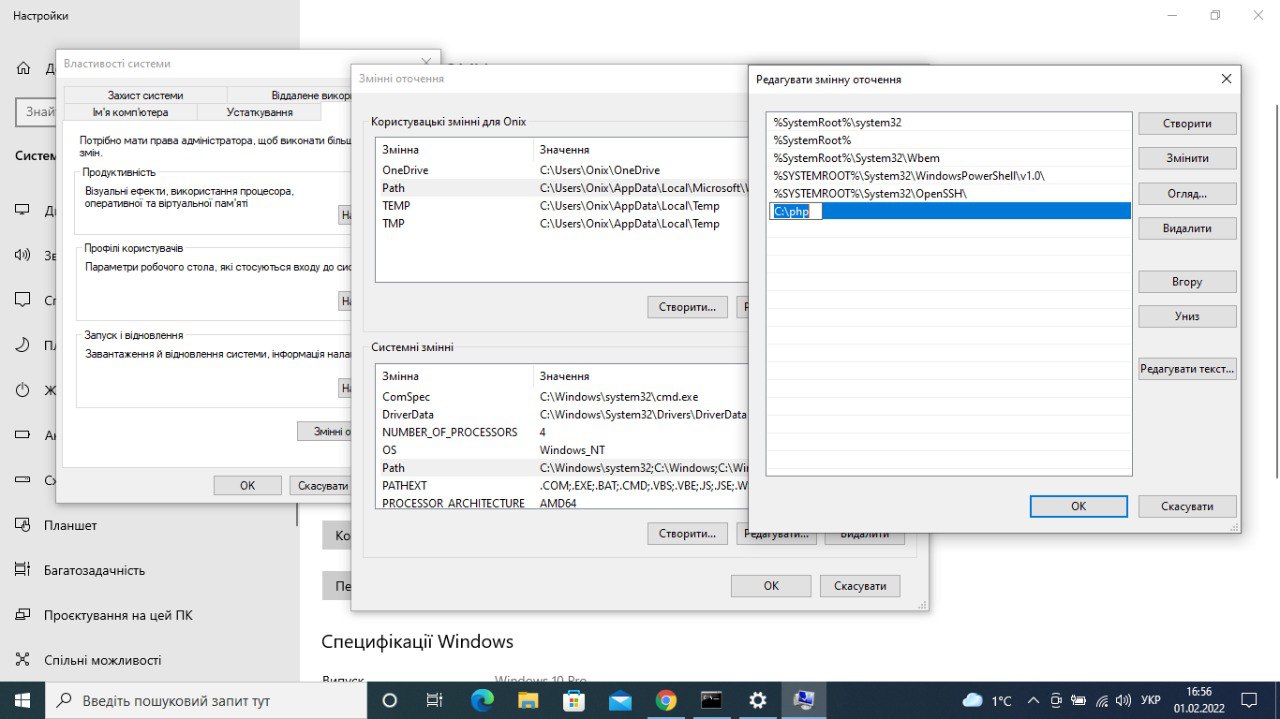 Настройки
Знай
Систем
Планшет
Багатозадачність
Проєктування на цей ПК
Спільні можливості
Специфікації Windows
Випуск
Windows 10 Pro
Властивості системи
Захист системи
Віддалене викор
Ім'я комп'ютера
Устаткування
Потрібно мати права адміністратора, щоб виконати більш
змін.
Продуктивність
Візуальні ефекти, використання процесора,
оперативної та віртуальної пам'яті
На
Профілі користувачів
Параметри робочого стола, які стосуються входу до сис
На
Запуск і відновлення
Завантаження й відновлення системи, інформація нала
На
Змінні о
OK
Скасувати
Змінні оточення
Користувацькі змінні для Onix
Змінна Значення
OneDrive C:\Users\Onix\OneDrive
Path C:\Users\Onix\AppData\Local\Microsoft\
TEMP C:\Users\Onix\AppData\Local\Temp
TMP C:\Users\Onix\AppData\Local\Temp
Створити...
Системні змінні
Змінна Значення
ComSpec C:\Windows\system32\cmd.exe
DriverData C:\Windows\System32\Drivers\DriverData
NUMBER_OF_PROCESSORS 4
OS Windows_NT
Path C:\Windows\system32;C:\Windows;C:\Wi
PATHEXT .COM;.EXE;.BAT;.CMD;.VBS;.VBE;.JS;.JSE;.W
PROCESSOR_ARCHITECTURE AMD64
Створити...
Редагувати...
Видалити
OK
Скасувати
Редагувати змінну оточення
%SystemRoot%\system32
%SystemRoot%
%SystemRoot%\System32\Wbem
%SYSTEMROOT%\System32\WindowsPowerShell\v1.0\
%SYSTEMROOT%\System32\OpenSSH\
C:\php
Створити
Змінити
Огляд...
Видалити
Вгору
Униз
Редагувати текст...
OK
Скасувати
Введіть пошуковий запит тут
1°C
УКР
16:56
01.02.2022